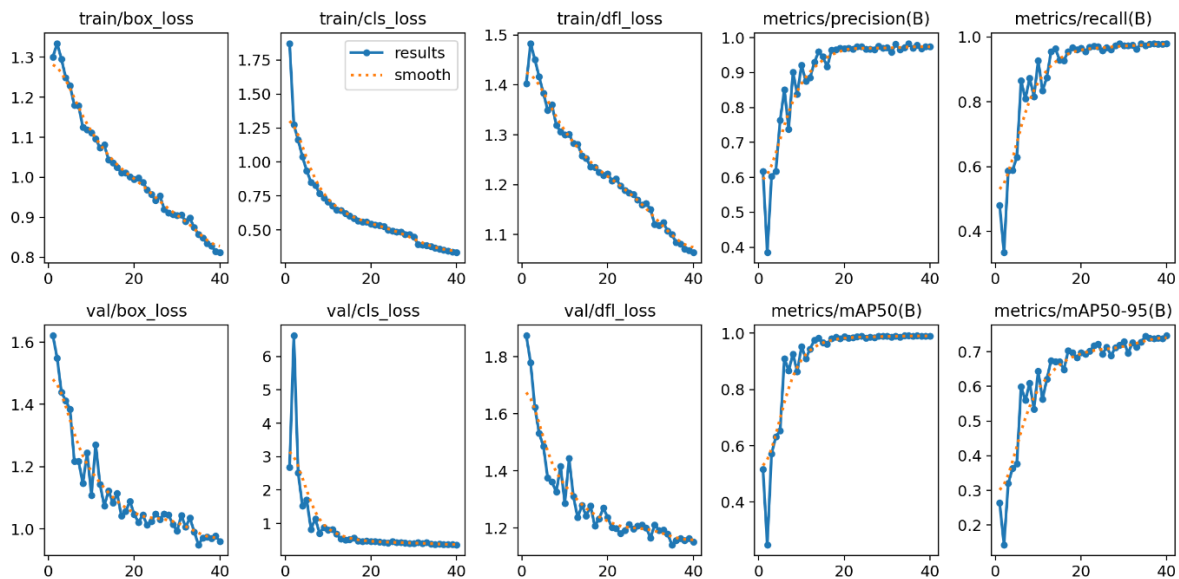 train/box_loss
train/cls_loss
train/dfl_loss
metrics/precision(B)
metrics/recall(B)
1.3
1.2
1.1
1.0
0.9
0.8
0 20 40
1.75
1.50
1.25
1.00
0.75
0.50
results
smooth
0 20 40
1.5
1.4
1.3
1.2
1.1
0 20 40
1.0
0.9
0.8
0.7
0.6
0.5
0.4
0 20 40
1.0
0.8
0.6
0.4
0 20 40
val/box_loss
val/cls_loss
val/dfl_loss
metrics/mAP50(B)
metrics/mAP50-95(B)
1.6
1.4
1.2
1.0
0 20 40
6
5
4
3
2
1
0 20 40
1.8
1.6
1.4
1.2
0 20 40
1.0
0.8
0.6
0.4
0 20 40
0.7
0.6
0.5
0.4
0.3
0.2
0 20 40